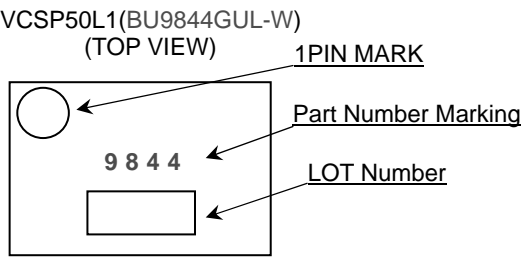 VCSP50L1(BU9844GUL-W)
(TOP VIEW)
1PIN MARK
Part Number Marking
9844
LOT Number